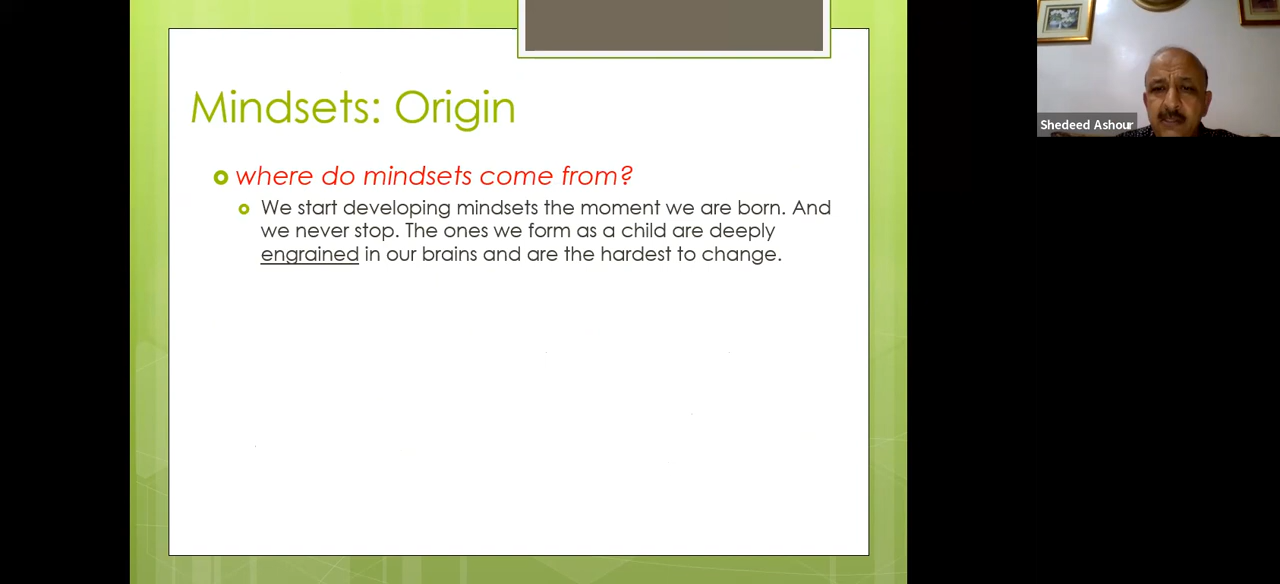 Mindsets: Origin
where do mindsets come from?
We start developing mindsets the moment we are born. And
we never stop. The ones we form as a child are deeply
engrained in our brains and are the hardest to change.
Shedeed Ashour